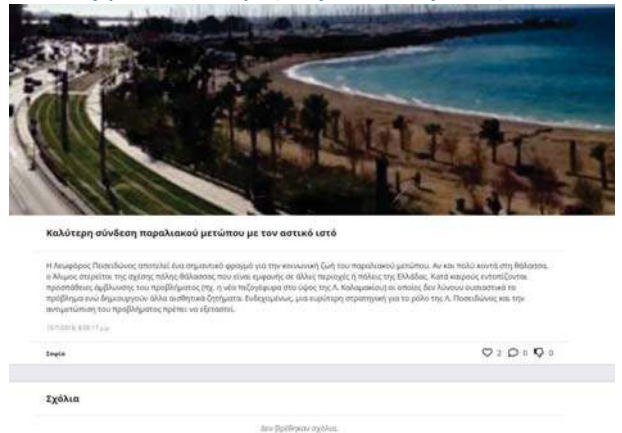 Καλύτερη σύνδεση παραλιακού μετώπου με τον αστικό ιστό
Η Λεωφόρος Ποσειδώνος αποτελεί ένα σημαντικό φραγμό για την κοινωνική ζωή του παραλιακού μετώπου. Αν και πολύ κοντά στη θάλασσα,
ο Άλιμος στερείται της σχέσης πόλης-θάλασσας που είναι εμφανής σε άλλες περιοχές ή πόλεις της Ελλάδας. Κατά καιρούς εντοπίζονται
προσπάθειες άμβλυνσης του προβλήματος (πχ. η νέα πεζογέφυρα στο ύψος της Λ. Καλαμακίου) οι οποίες δεν λύνουν ουσιαστικά το
πρόβλημα ενώ δημιουργούν άλλα αισθητικά ζητήματα. Ενδεχομένως, μια ευρύτερη στρατηγική για το ρόλο της Λ. Ποσειδώνος και την
αντιμετώπιση του προβλήματος πρέπει να εξεταστεί.
Σοφία
2 0 0
Σχόλια
Δεν βρέθηκαν σχόλια.